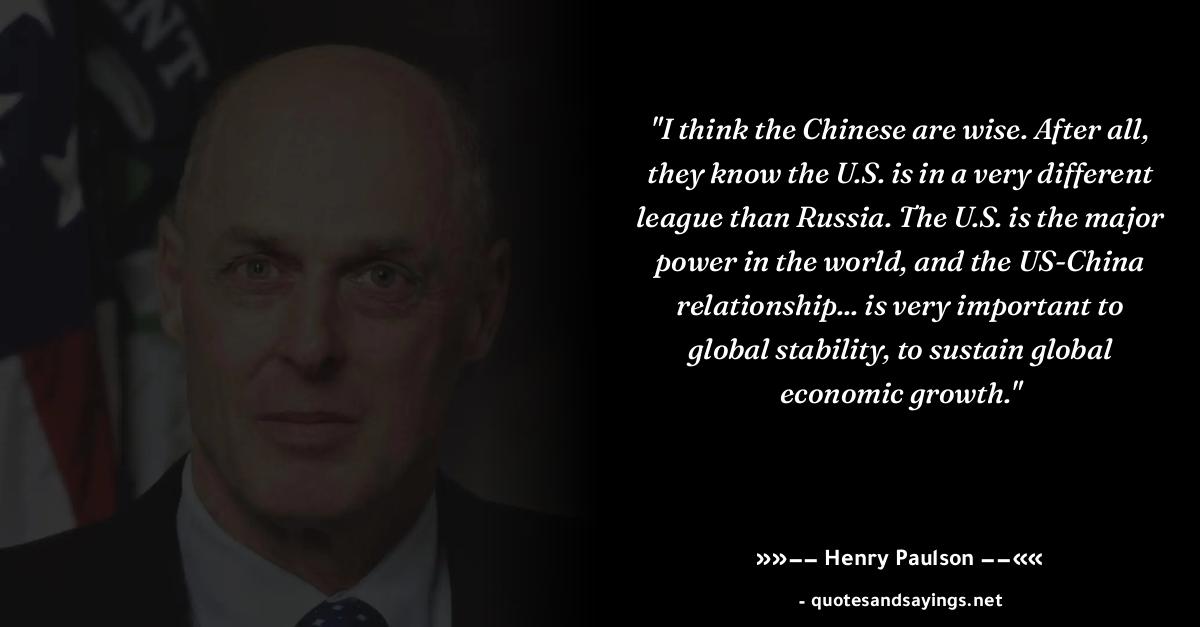 NT
"I think the Chinese are wise. After all,
they know the U.S. is in a very different
league than Russia. The U.S. is the major
power in the world, and the US-China
relationship... is very important to
global stability, to sustain global
economic growth."
»»–– Henry Paulson ––««
- quotesandsayings.net